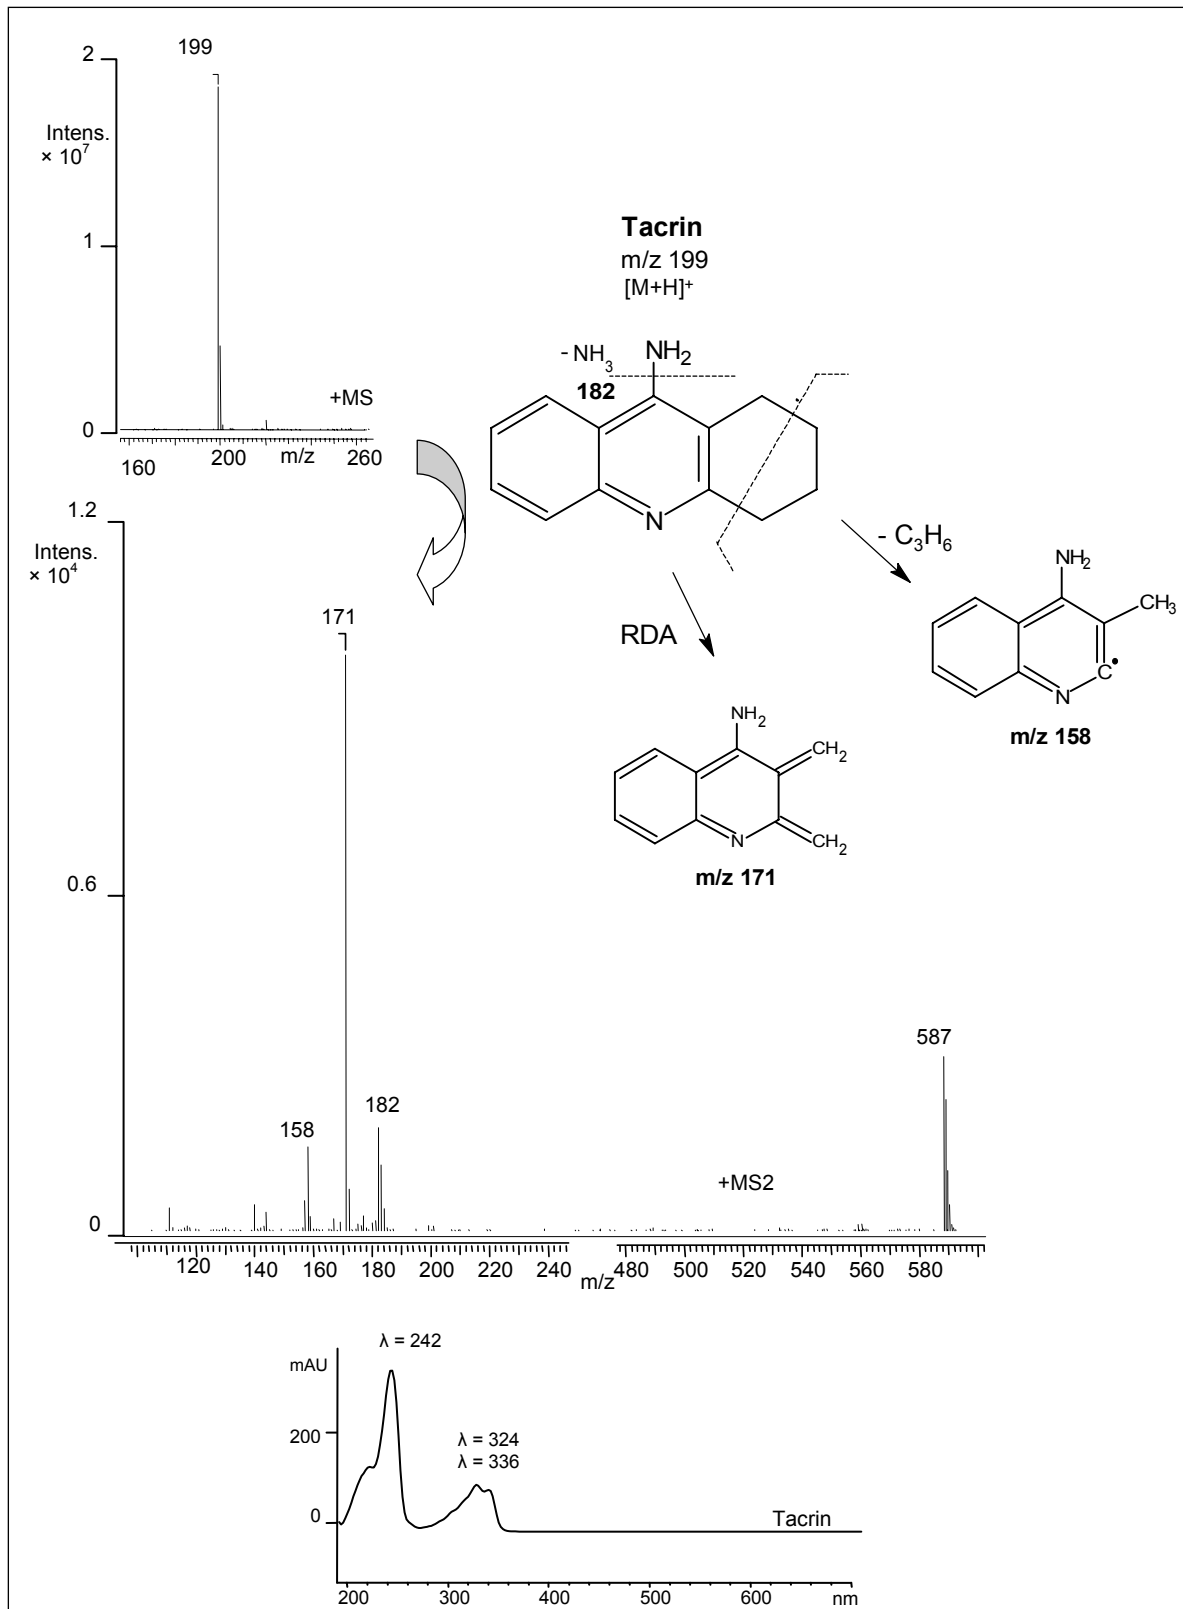 199
2
Intens.
× 10⁷
1
+MS
0
160 200 m/z 260
Tacrin
m/z 199
[M+H]⁺
- NH₃
182
NH₂
N
- C₃H₆
RDA
NH₂
CH₃
C•
N
m/z 158
NH₂
CH₂
N
CH₂
m/z 171
1.2
Intens.
× 10⁴
171
0.6
587
182
158
+MS2
0
120 140 160 180 200 220 240 480 500 520 540 560 580
m/z
λ = 242
mAU
200
λ = 324
λ = 336
0
Tacrin
200 300 400 500 600 nm